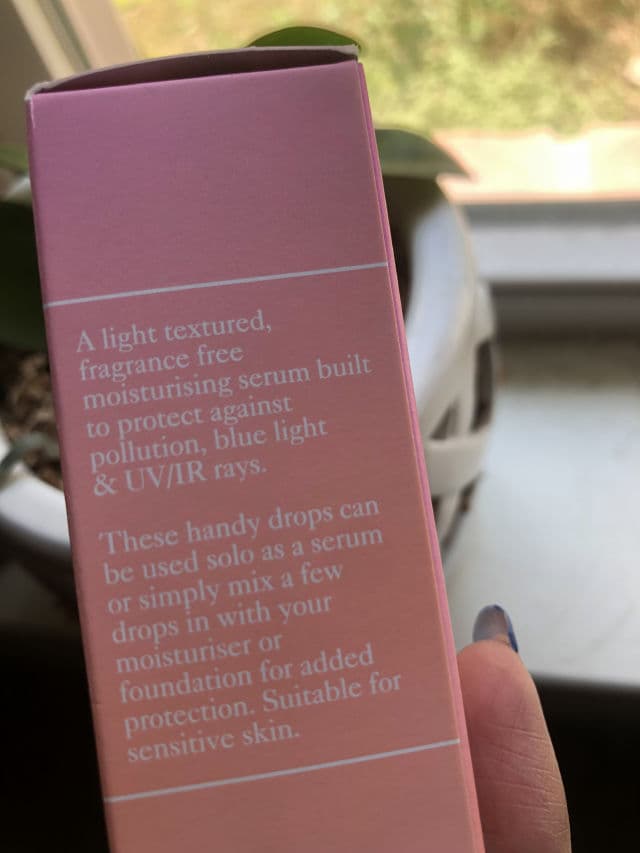 A light textured,
fragrance free
moisturising serum built
to protect against
pollution, blue light
& UV/IR rays.
These handy drops can
be used solo as a serum
or simply mix a few
drops in with your
moisturiser or
foundation for added
protection. Suitable for
sensitive skin.